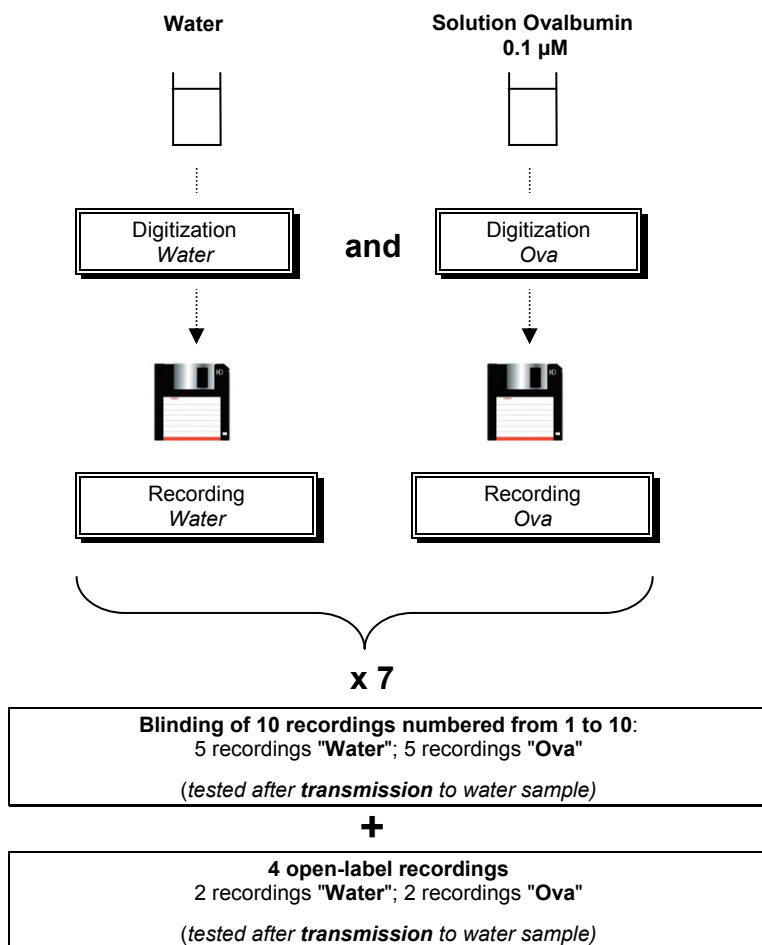 Water
Solution Ovalbumin
0.1 µM
Digitization
Water
and
Digitization
Ova
Recording
Water
Recording
Ova
x 7
Blinding of 10 recordings numbered from 1 to 10:
5 recordings "Water"; 5 recordings "Ova"
(tested after transmission to water sample)
+
4 open-label recordings
2 recordings "Water"; 2 recordings "Ova"
(tested after transmission to water sample)